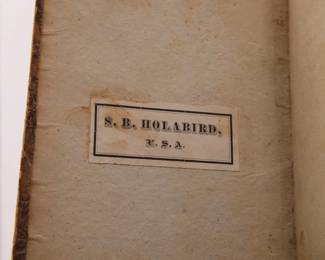 S. B. HOLABIRD,
U. S. A.